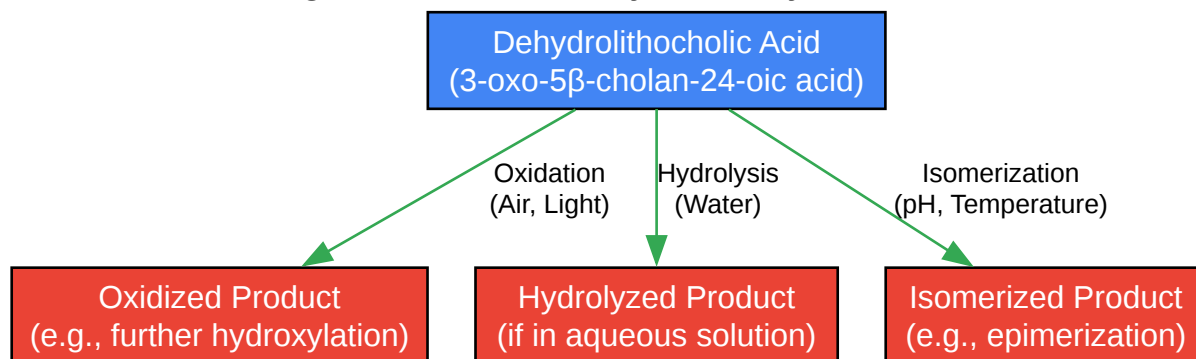 Dehydrolithocholic Acid
(3-oxo-5β-cholan-24-oic acid)
Oxidation
(Air, Light)
Hydrolysis
(Water)
Isomerization
(pH, Temperature)
Oxidized Product
(e.g., further hydroxylation)
Hydrolyzed Product
(if in aqueous solution)
Isomerized Product
(e.g., epimerization)